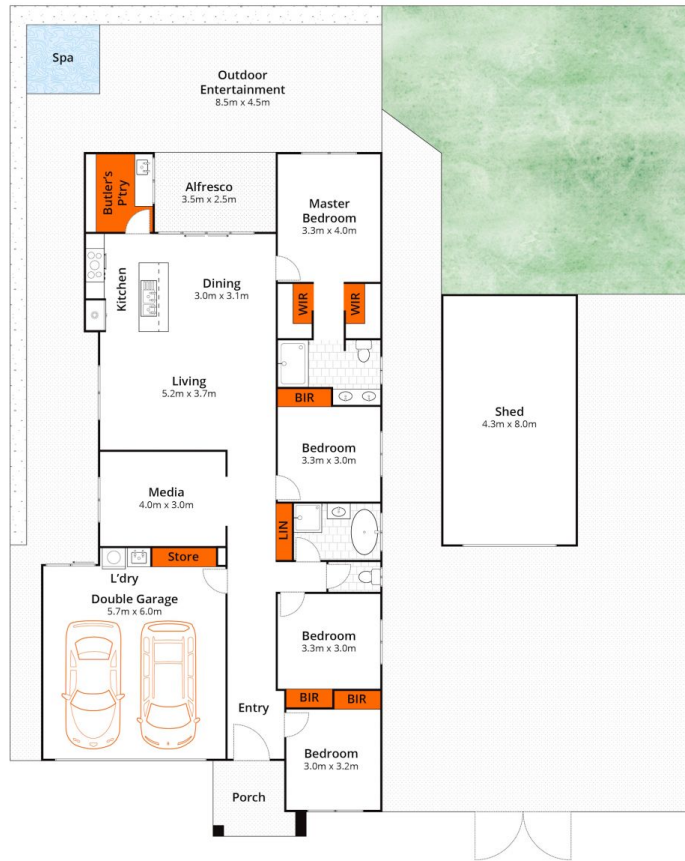 Spa
Outdoor
Entertainment
8.5m x 4.5m
Butler's
P'try
Alfresco
3.5m x 2.5m
Master
Bedroom
3.3m x 4.0m
Kitchen
Dining
3.0m x 3.1m
WIR
WIR
Living
5.2m x 3.7m
BIR
Bedroom
3.3m x 3.0m
Shed
4.3m x 8.0m
Media
4.0m x 3.0m
LIN
Store
L'dry
Double Garage
5.7m x 6.0m
Bedroom
3.3m x 3.0m
BIR
BIR
Entry
Bedroom
3.0m x 3.2m
Porch